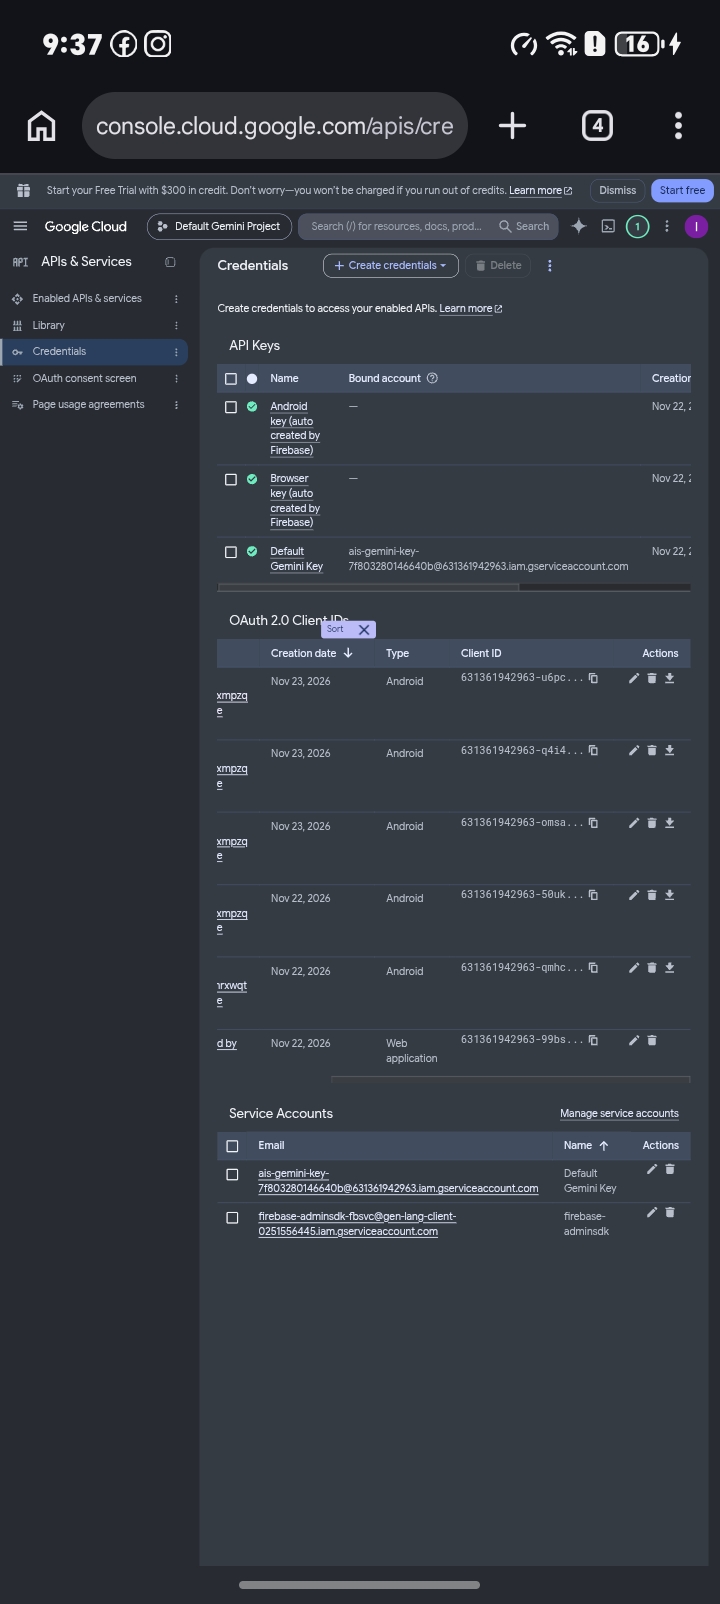 9:37
16
console.cloud.google.com/apis/cre
4
Start your Free Trial with $300 in credit. Don't worry—you won't be charged if you run out of credits. Learn more
Dismiss
Start free
Google Cloud
Default Gemini Project
Search (/) for resources, docs, prod...
Search
1
I
API
APIs & Services
Enabled APIs & services
Library
Credentials
OAuth consent screen
Page usage agreements
Credentials
+ Create credentials
Delete
Create credentials to access your enabled APIs. Learn more
API Keys
Name
Bound account
Creation
Android
key (auto
created by
Firebase)
—
Nov 22, 2
Browser
key (auto
created by
Firebase)
—
Default
Gemini Key
ais-gemini-key-
7f803280146640b@631361942963.iam.gserviceaccount.com
Nov 22, 2
OAuth 2.0 Client IDs
Sort
Creation date
Type
Client ID
Actions
xmpzq
e
Nov 23, 2026
Android
631361942963-u6pc...
xmpzq
e
Nov 23, 2026
Android
631361942963-q4i4...
xmpzq
e
Nov 23, 2026
Android
631361942963-omsa...
xmpzq
e
Nov 22, 2026
Android
631361942963-50uk...
nrxwqt
e
Nov 22, 2026
Android
631361942963-qmhc...
d by
Nov 22, 2026
Web
application
631361942963-99bs...
Service Accounts
Manage service accounts
Email
Name
Actions
ais-gemini-key-
7f803280146640b@631361942963.iam.gserviceaccount.com
Default
Gemini Key
firebase-adminsdk-fbsvc@gen-lang-client-
0251556445.iam.gserviceaccount.com
firebase-
adminsdk